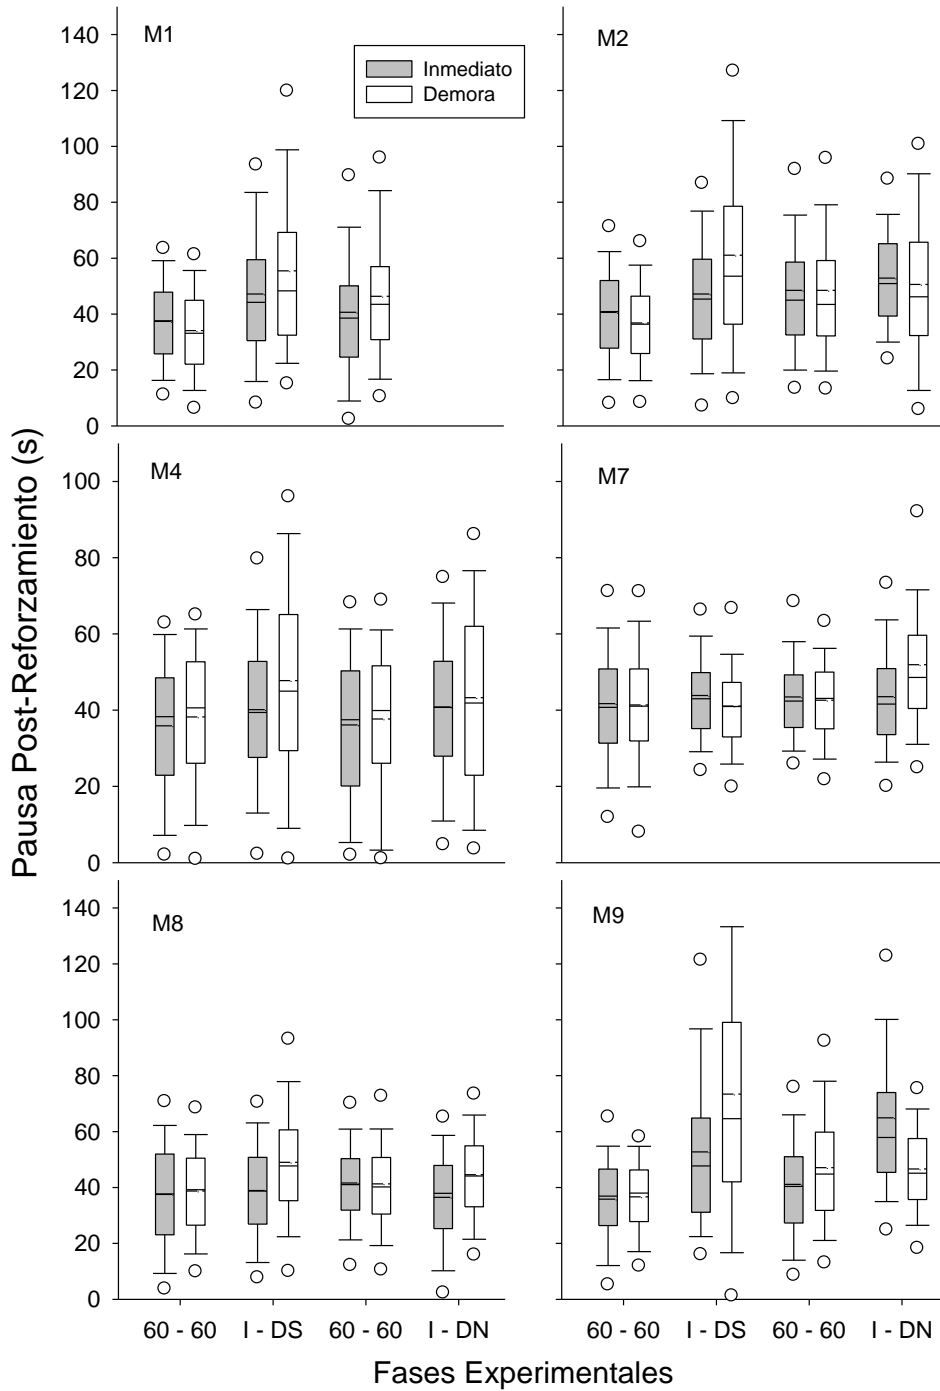 M1
M2
Inmediato
Demora
140
120
100
80
60
40
20
0
M4
M7
100
80
60
40
20
0
M8
M9
140
120
100
80
60
40
20
0
Pausa Post-Reforzamiento (s)
60 - 60 I - DS 60 - 60 I - DN 60 - 60 I - DS 60 - 60 I - DN
Fases Experimentales